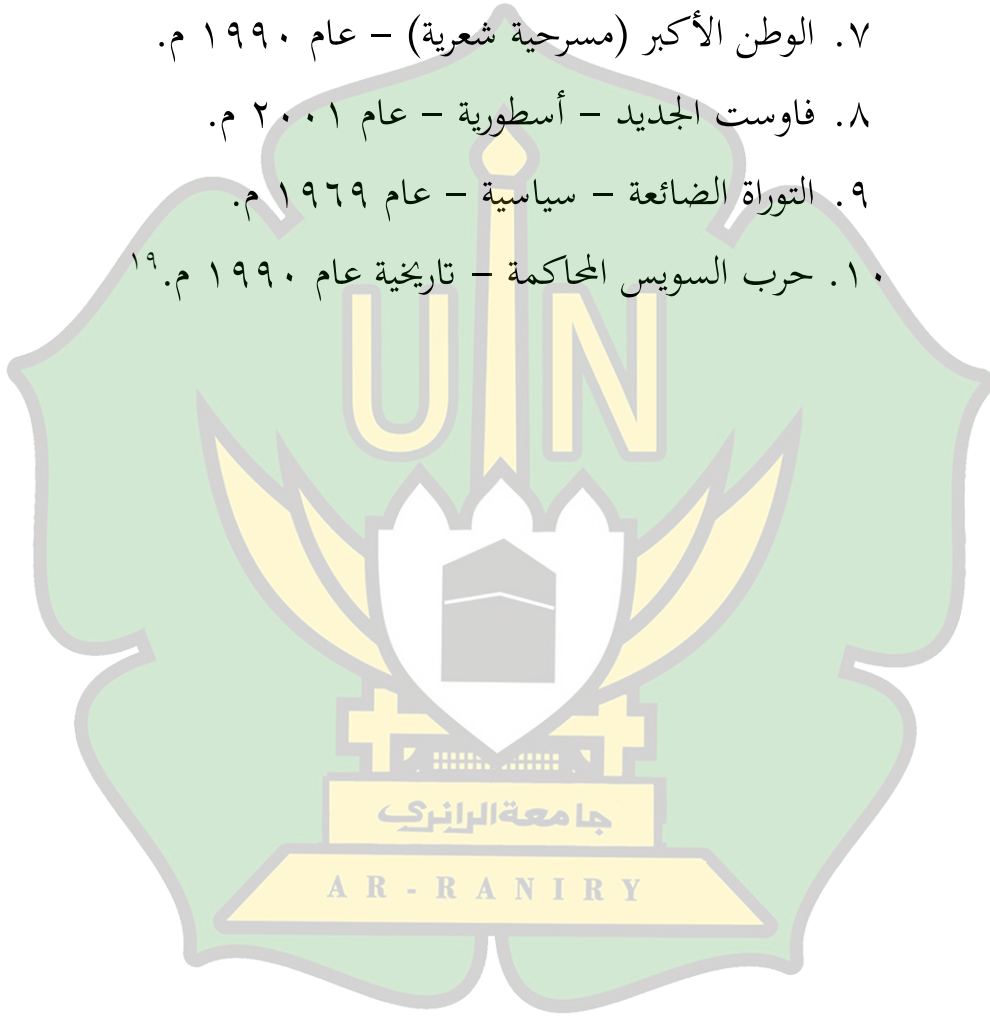 ٧. الوطن الأكبر (مسرحية شعرية) – عام ١٩٩٠ م.
٨. فاوست الجديد – أسطورية – عام ٢٠٠١ م.
٩. التوراة الضائعة – سياسية – عام ١٩٦٩ م.
١٠. حرب السويس المحاكمة – تاريخية عام ١٩٩٠ م.١٩
UIN
جامعة الرانري
AR-RANIRY